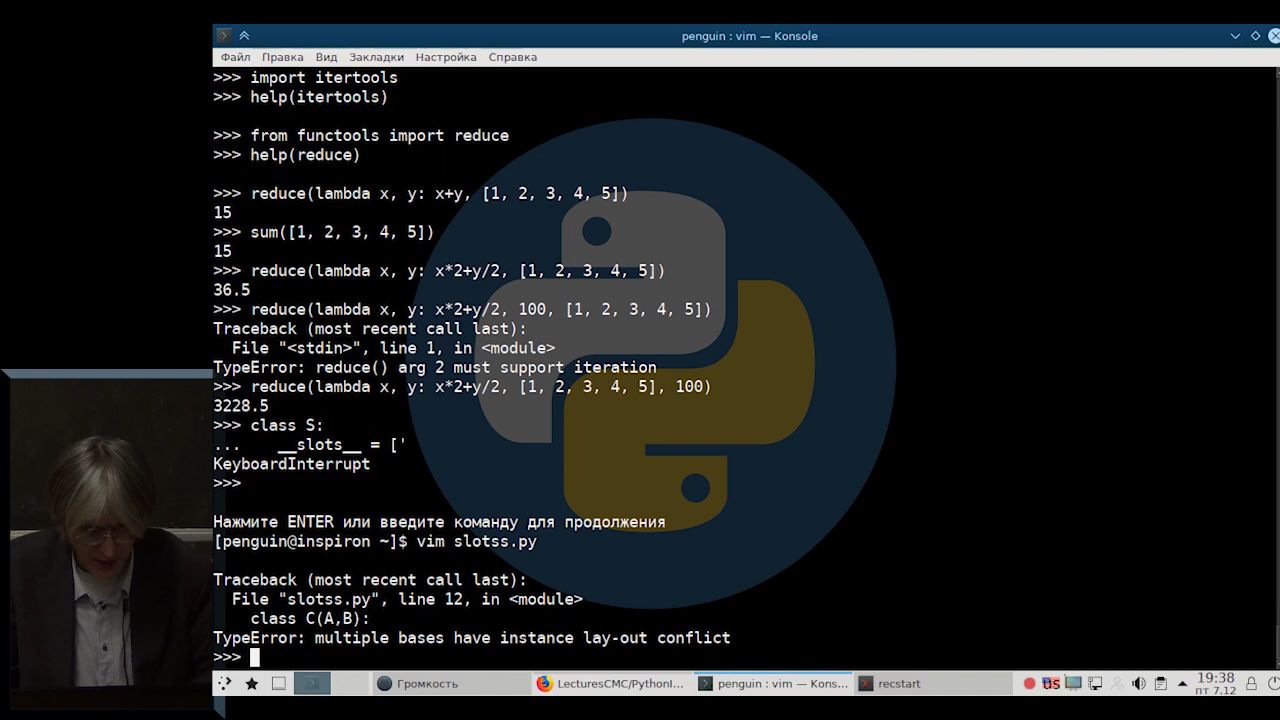 penguin : vim — Konsole
Файл Правка Вид Закладки Настройка Справка
>>> import itertools
>>> help(itertools)
>>> from functools import reduce
>>> help(reduce)
>>> reduce(lambda x, y: x+y, [1, 2, 3, 4, 5])
15
>>> sum([1, 2, 3, 4, 5])
15
>>> reduce(lambda x, y: x*2+y/2, [1, 2, 3, 4, 5])
36.5
>>> reduce(lambda x, y: x*2+y/2, 100, [1, 2, 3, 4, 5])
Traceback (most recent call last):
  File "<stdin>", line 1, in <module>
TypeError: reduce() arg 2 must support iteration
>>> reduce(lambda x, y: x*2+y/2, [1, 2, 3, 4, 5], 100)
3228.5
>>> class S:
...    __slots__ = ['
KeyboardInterrupt
>>>
Нажмите ENTER или введите команду для продолжения
[penguin@inspiron ~]$ vim slotss.py
Traceback (most recent call last):
  File "slotss.py", line 12, in <module>
    class C(A,B):
TypeError: multiple bases have instance lay-out conflict
>>>
Громкость LecturesCMC/PythonI... penguin : vim — Kons... recstart us 19:38
пт 7.12